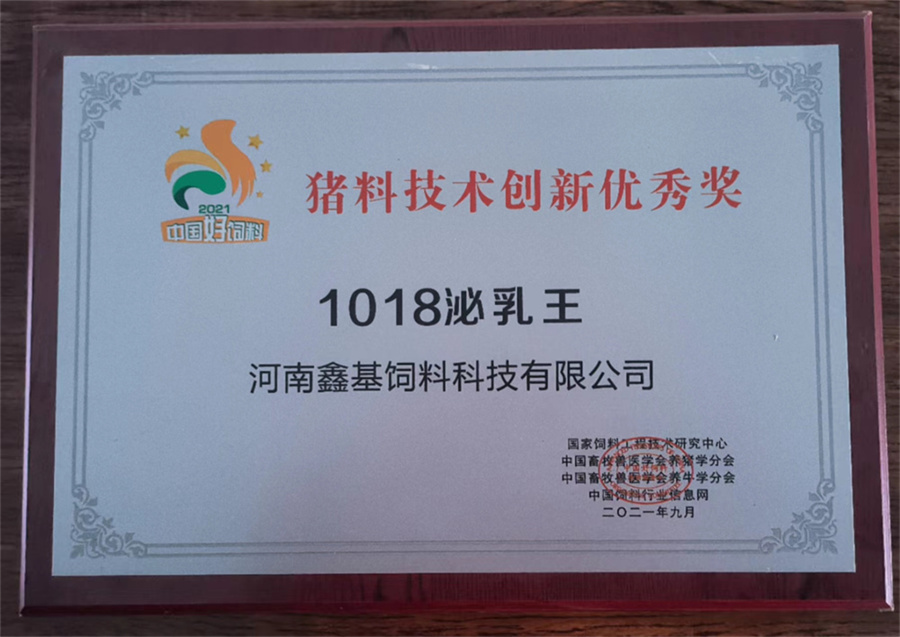 2021
中国好饲料
猪料技术创新优秀奖
1018泌乳王
河南鑫基饲料科技有限公司
国家饲料工程技术研究中心
中国畜牧兽医学会养猪学分会
中国畜牧兽医学会养牛学分会
中国饲料行业信息网
二〇二一年九月